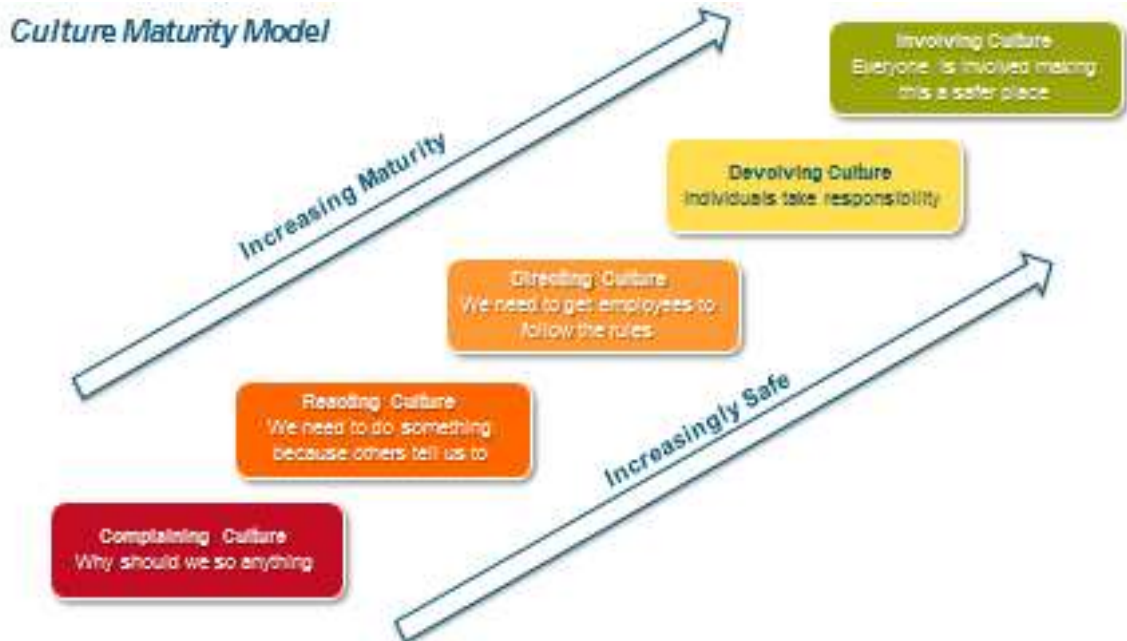 Culture Maturity Model
Involving Culture
Everyone is involved making
this a safer place
Increasing Maturity
Devolving Culture
Individuals take responsibility
Directing Culture
We need to get employees to
follow the rules
Increasingly Safe
Reacting Culture
We need to do something
because others tell us to
Complaining Culture
Why should we so anything